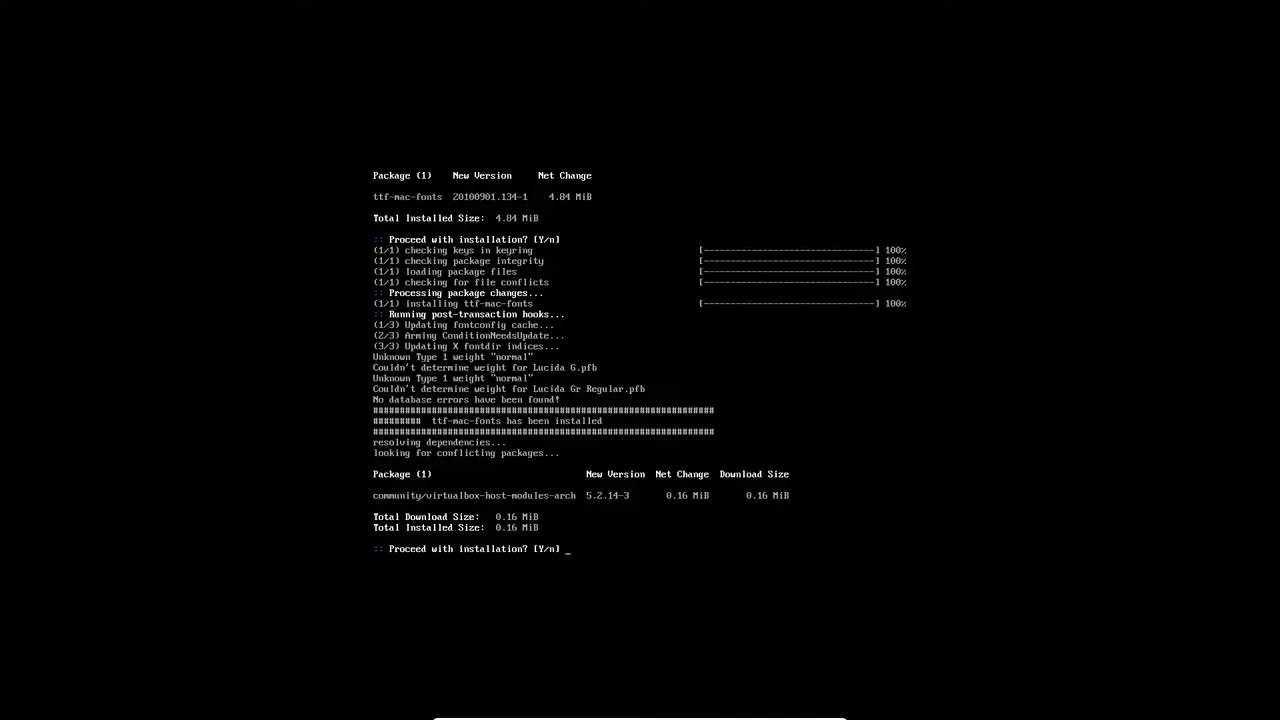 Package (1)    New Version     Net Change
ttf-mac-fonts  20100901.134-1    4.84 MiB
Total Installed Size:  4.84 MiB
:: Proceed with installation? [Y/n]
(1/1) checking keys in keyring [--------------------------------] 100%
(1/1) checking package integrity [--------------------------------] 100%
(1/1) loading package files [--------------------------------] 100%
(1/1) checking for file conflicts [--------------------------------] 100%
:: Processing package changes...
(1/1) installing ttf-mac-fonts [--------------------------------] 100%
:: Running post-transaction hooks...
(1/3) Updating fontconfig cache...
(2/3) Arming ConditionNeedsUpdate...
(3/3) Updating X fontdir indices...
Unknown Type 1 weight "normal"
Couldn't determine weight for Lucida G.pfb
Unknown Type 1 weight "normal"
Couldn't determine weight for Lucida Gr Regular.pfb
No database errors have been found!
################################################################
#########  ttf-mac-fonts has been installed
################################################################
resolving dependencies...
looking for conflicting packages...
Package (1)                             New Version  Net Change  Download Size
community/virtualbox-host-modules-arch  5.2.14-3       0.16 MiB       0.16 MiB
Total Download Size:   0.16 MiB
Total Installed Size:  0.16 MiB
:: Proceed with installation? [Y/n] _